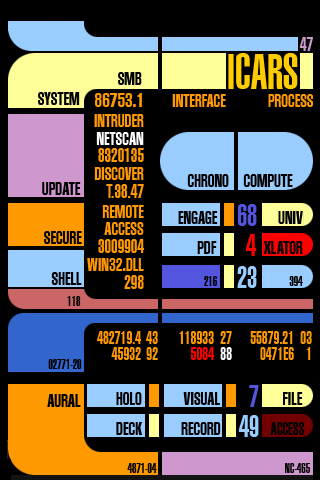 47
SMB ICARS
SYSTEM 86753.1 INTERFACE PROCESS
INTRUDER
NETSCAN
8320135
DISCOVER
UPDATE T.38.47 CHRONO COMPUTE
REMOTE ENGAGE 68 UNIV
SECURE ACCESS
3009904 PDF 4 XLATOR
WIN32.DLL
SHELL 298 216 23 394
118
482719.4 43 118933 27 55879.21 03
02771-20 45932 92 5084 88 0471E6 1
AURAL HOLO VISUAL 7 FILE
DECK RECORD 49 ACCESS
4871-04 NC-465